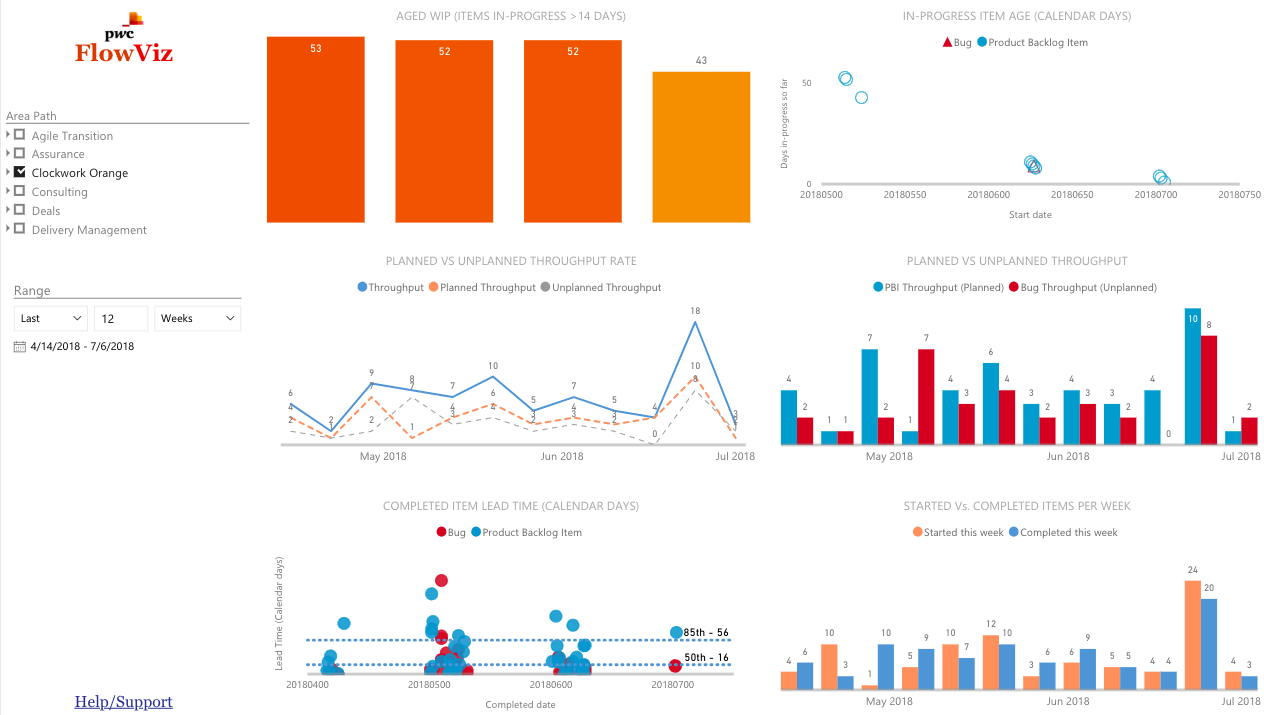 pwc
FlowViz
Area Path
Agile Transition
Assurance
Clockwork Orange
Consulting
Deals
Delivery Management
Range
Last
12
Weeks
4/14/2018 - 7/6/2018
Help/Support
AGED WIP (ITEMS IN-PROGRESS >14 DAYS)
53
52
52
43
IN-PROGRESS ITEM AGE (CALENDAR DAYS)
Bug Product Backlog Item
Days in-progress so far
50
0
20180500 20180550 20180600 20180650 20180700 20180750
Start date
PLANNED VS UNPLANNED THROUGHPUT RATE
Throughput Planned Throughput Unplanned Throughput
6 2 9 8 7 10 5 7 5 4 18 3
4 1 7 1 4 6 3 4 3 10
2 2 7 3 4 2 3 2 0 8
May 2018 Jun 2018 Jul 2018
PLANNED VS UNPLANNED THROUGHPUT
PBI Throughput (Planned) Bug Throughput (Unplanned)
4 2 1 1 7 2 1 7 4 3 6 4 3 2 4 3 3 2 4 0 10 8 1 2
May 2018 Jun 2018 Jul 2018
COMPLETED ITEM LEAD TIME (CALENDAR DAYS)
Bug Product Backlog Item
Lead Time (Calendar days)
85th - 56
50th - 16
20180400 20180500 20180600 20180700
Completed date
STARTED Vs. COMPLETED ITEMS PER WEEK
Started this week Completed this week
4 6 10 3 1 10 5 9 10 7 12 10 3 6 6 9 5 5 4 4 24 20 4 3
May 2018 Jun 2018 Jul 2018